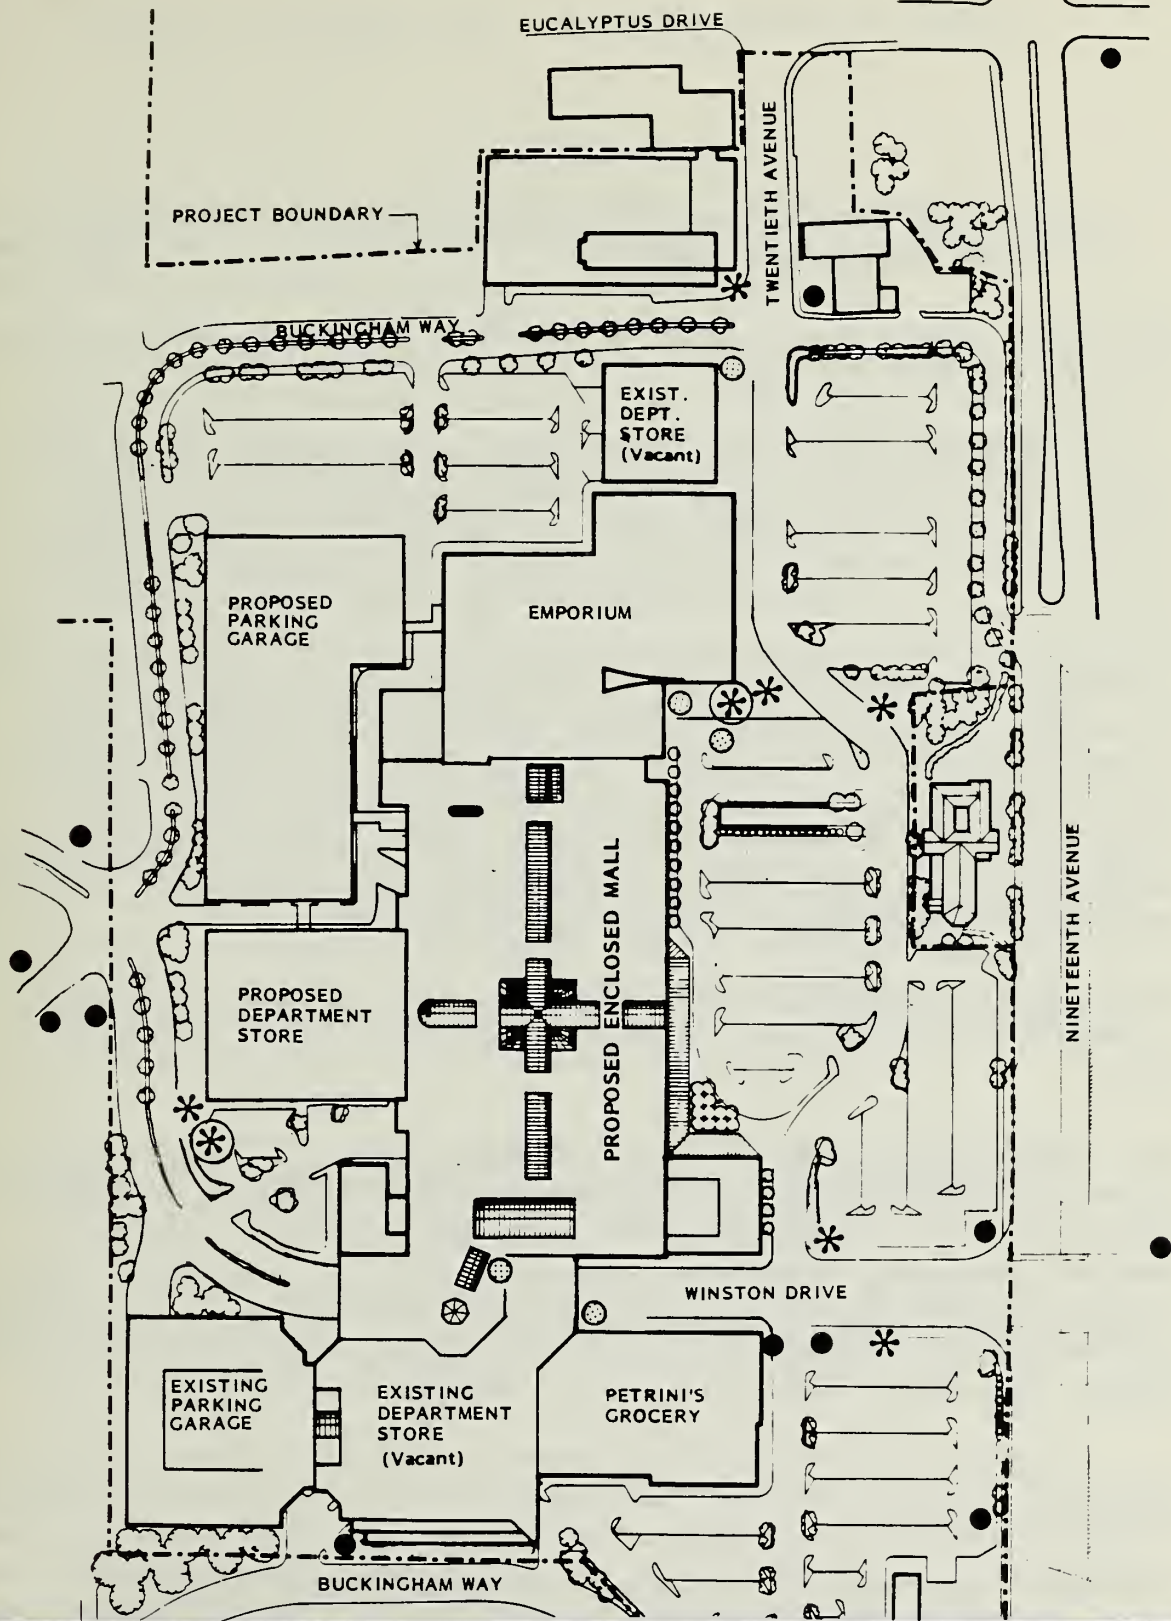 EUCALYPTUS DRIVE
TWENTIETH AVENUE
PROJECT BOUNDARY
BUCKINGHAM WAY
EXIST.
DEPT.
STORE
(Vacant)
PROPOSED
PARKING
GARAGE
EMPORIUM
PROPOSED ENCLOSED MALL
NINETEENTH AVENUE
PROPOSED
DEPARTMENT
STORE
WINSTON DRIVE
EXISTING
PARKING
GARAGE
EXISTING
DEPARTMENT
STORE
(Vacant)
PETRINI'S
GROCERY
BUCKINGHAM WAY